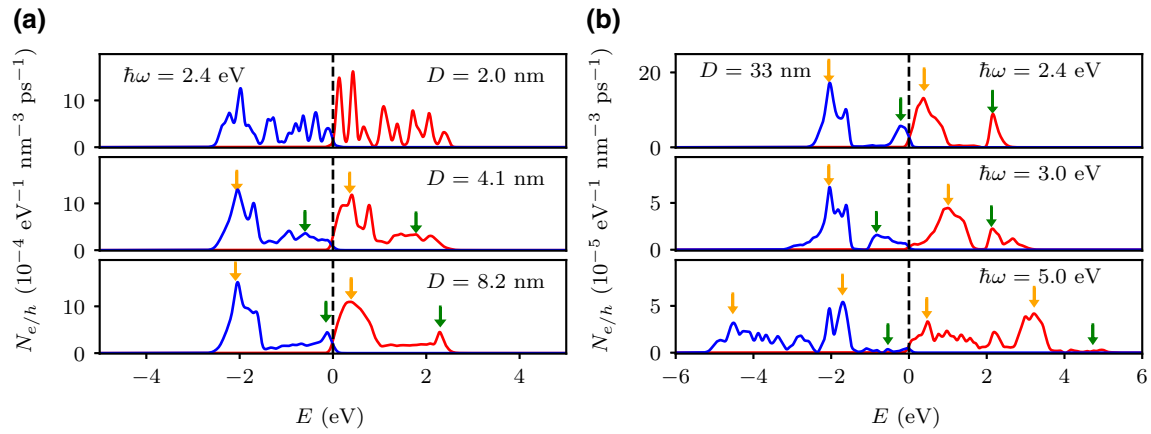 (a)
(b)
N_{e/h} (10⁻⁴ eV⁻¹ nm⁻³ ps⁻¹)
ℏω = 2.4 eV
D = 2.0 nm
10
0
D = 4.1 nm
10
0
D = 8.2 nm
10
0
−4 −2 0 2 4
E (eV)
N_{e/h} (10⁻⁵ eV⁻¹ nm⁻³ ps⁻¹)
D = 33 nm
ℏω = 2.4 eV
20
0
ℏω = 3.0 eV
5
0
ℏω = 5.0 eV
5
0
−6 −4 −2 0 2 4 6
E (eV)